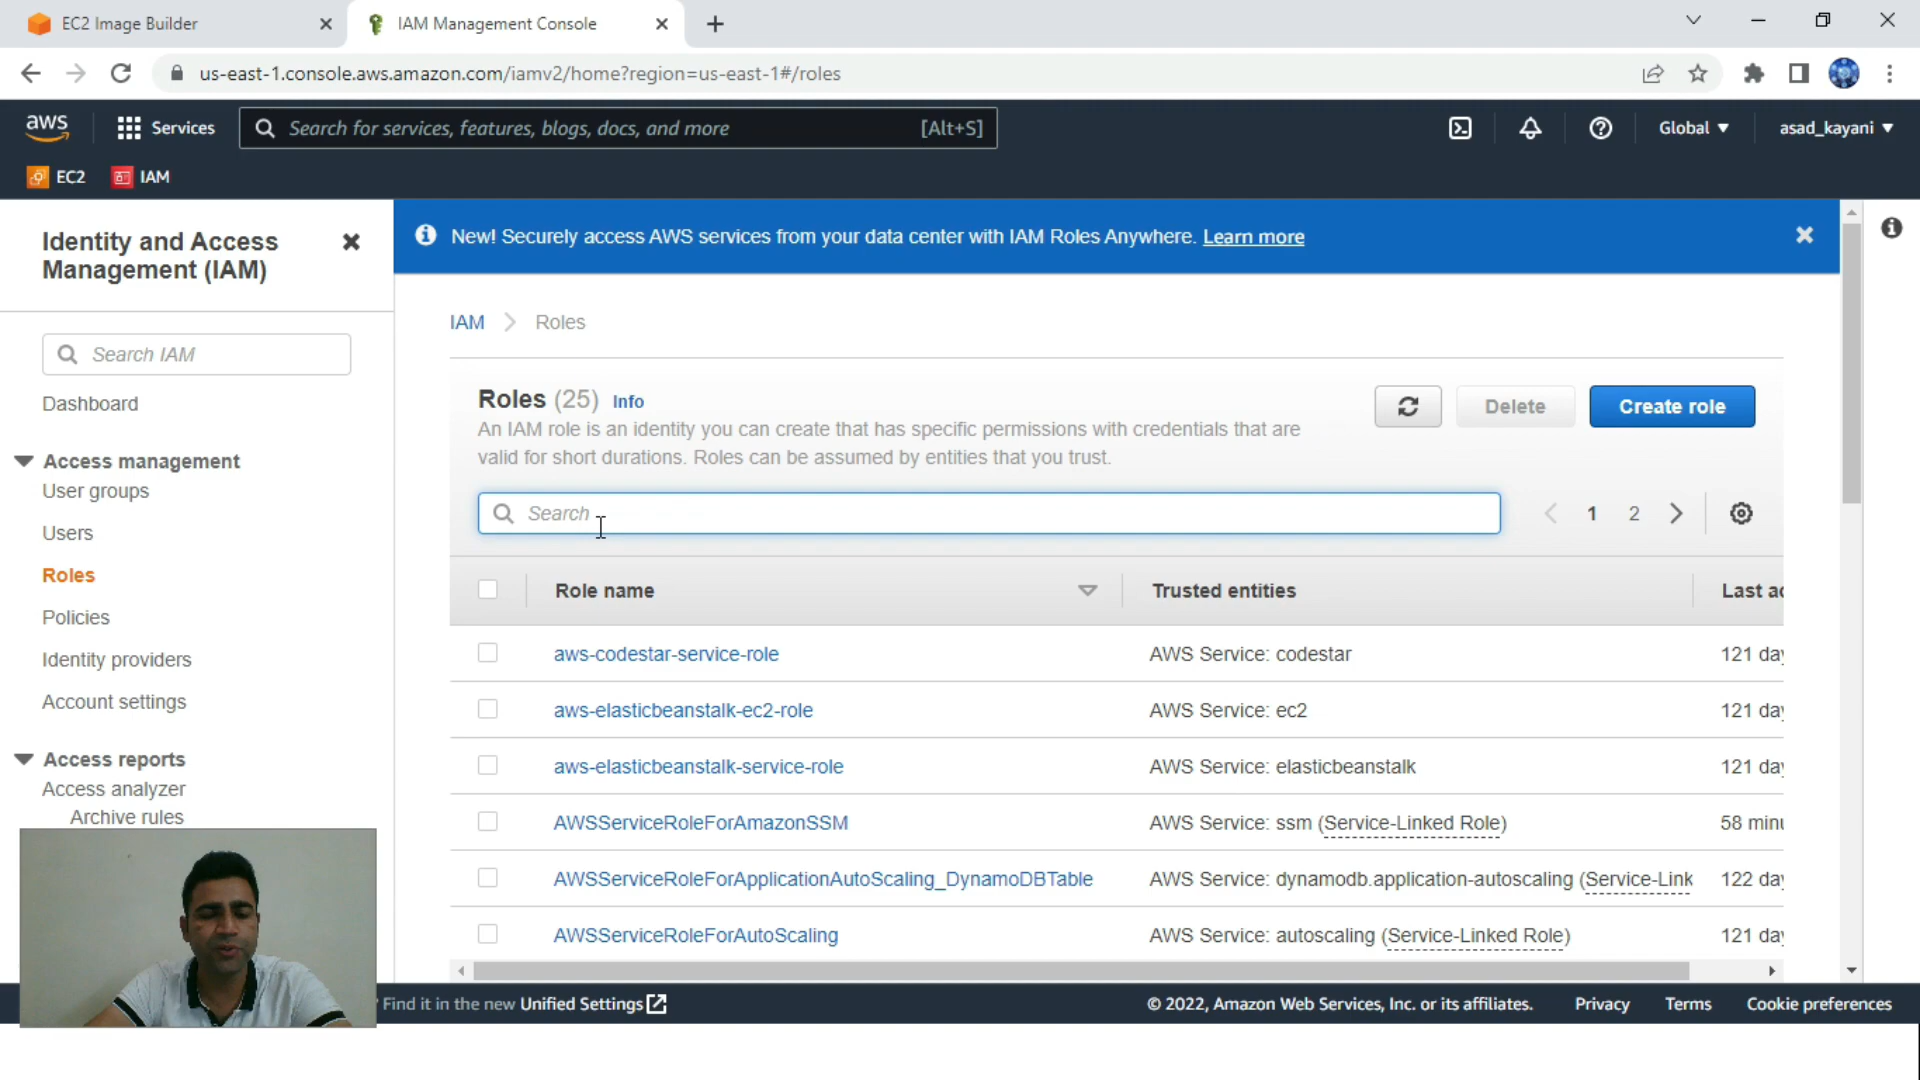 EC2 Image Builder
IAM Management Console
us-east-1.console.aws.amazon.com/iamv2/home?region=us-east-1#/roles
aws
Services
Search for services, features, blogs, docs, and more
[Alt+S]
Global
asad_kayani
EC2
IAM
Identity and Access
Management (IAM)
Search IAM
Dashboard
Access management
User groups
Users
Roles
Policies
Identity providers
Account settings
Access reports
Access analyzer
Archive rules
New! Securely access AWS services from your data center with IAM Roles Anywhere. Learn more
IAM > Roles
Roles (25) Info
An IAM role is an identity you can create that has specific permissions with credentials that are
valid for short durations. Roles can be assumed by entities that you trust.
Delete
Create role
Search
1 2
Role name Trusted entities Last ac
aws-codestar-service-role AWS Service: codestar 121 day
aws-elasticbeanstalk-ec2-role AWS Service: ec2 121 day
aws-elasticbeanstalk-service-role AWS Service: elasticbeanstalk 121 day
AWSServiceRoleForAmazonSSM AWS Service: ssm (Service-Linked Role) 58 minu
AWSServiceRoleForApplicationAutoScaling_DynamoDBTable AWS Service: dynamodb.application-autoscaling (Service-Link 122 day
AWSServiceRoleForAutoScaling AWS Service: autoscaling (Service-Linked Role) 121 day
? Find it in the new Unified Settings
© 2022, Amazon Web Services, Inc. or its affiliates. Privacy Terms Cookie preferences